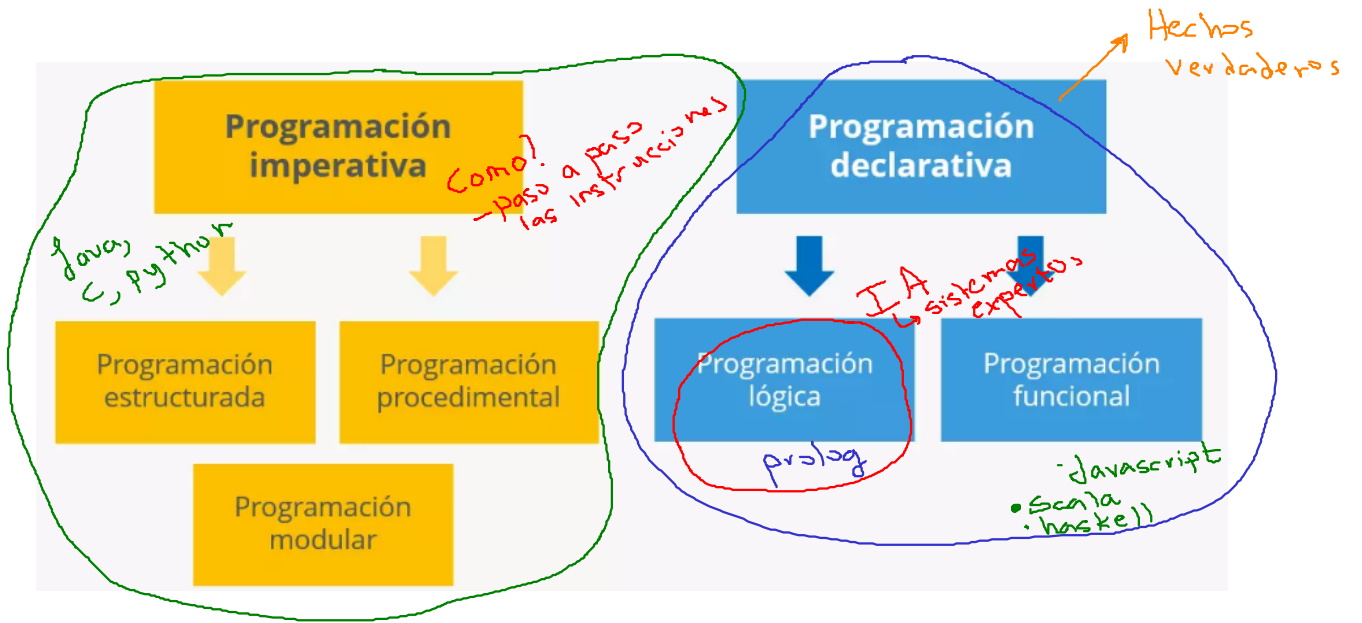 Hechos
verdaderos
Programación
imperativa
Como?
- paso a paso
las instrucciones
Java,
C, Python
Programación
estructurada
Programación
procedimental
Programación
modular
Programación
declarativa
IA
↳ sistemas
expertos
Programación
lógica
prolog
Programación
funcional
· Javascript
• Scala
· haskell